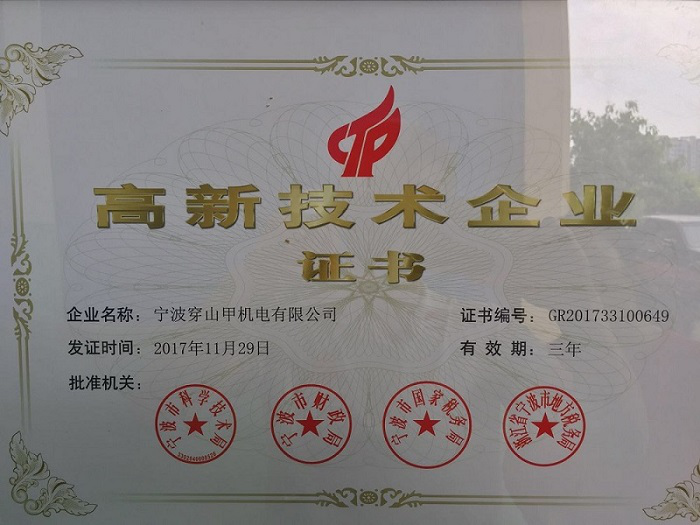 高新技术企业
证书
企业名称：宁波穿山甲机电有限公司
证书编号：GR201733100649
发证时间：2017年11月29日
有效期：三年
批准机关：
宁波市科学技术局
宁波市财政局
宁波市国家税务局
浙江省宁波市地方税务局